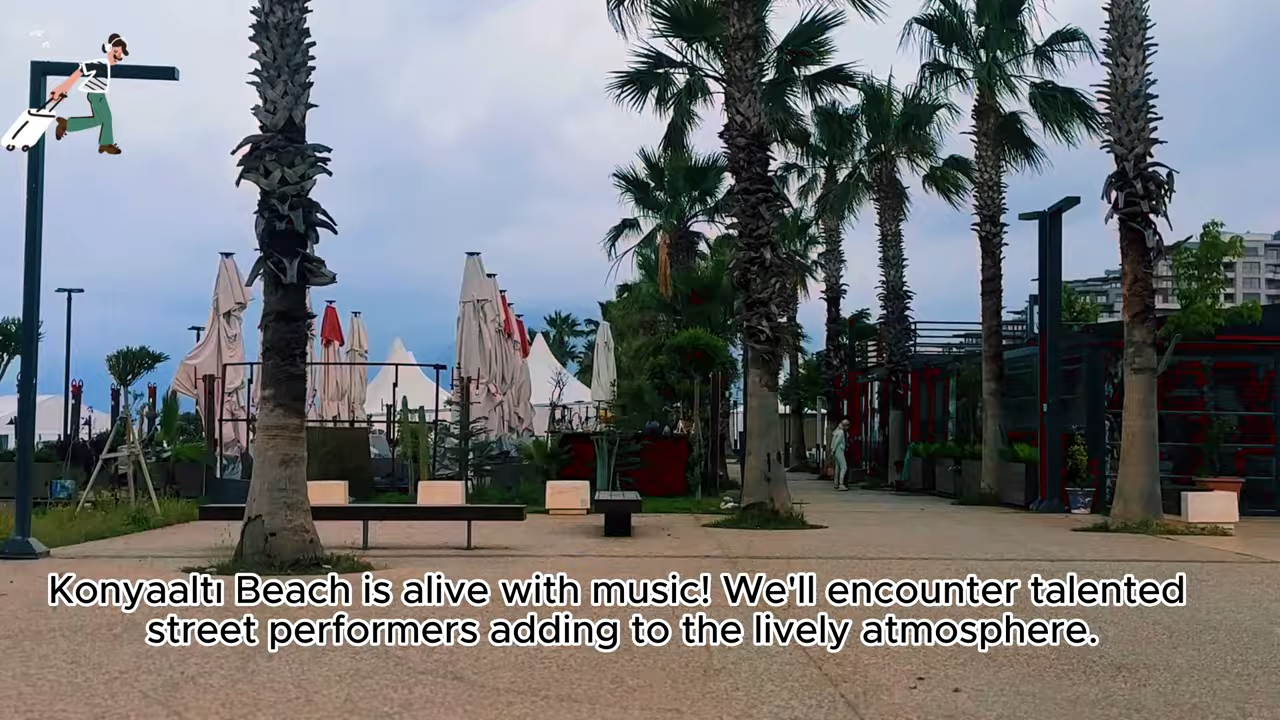 Konyaaltı Beach is alive with music! We'll encounter talented
street performers adding to the lively atmosphere.